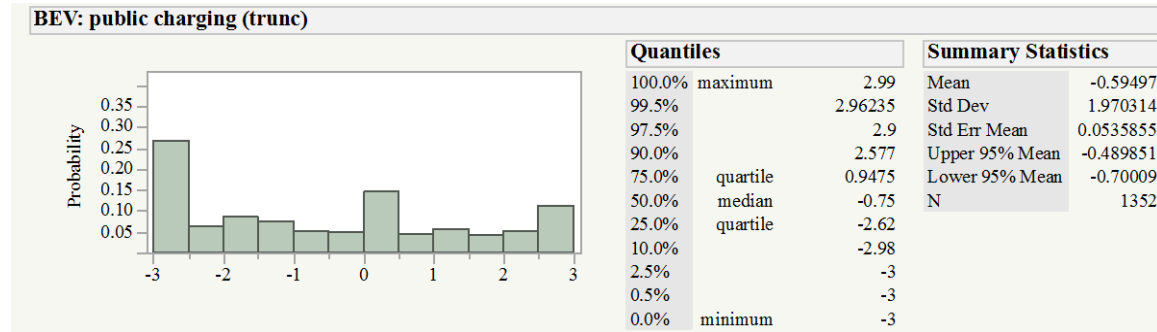 BEV: public charging (trunc)
Probability
0.35
0.30
0.25
0.20
0.15
0.10
0.05
-3 -2 -1 0 1 2 3
Quantiles
100.0% maximum 2.99
99.5% 2.96235
97.5% 2.9
90.0% 2.577
75.0% quartile 0.9475
50.0% median -0.75
25.0% quartile -2.62
10.0% -2.98
2.5% -3
0.5% -3
0.0% minimum -3
Summary Statistics
Mean -0.59497
Std Dev 1.970314
Std Err Mean 0.0535855
Upper 95% Mean -0.489851
Lower 95% Mean -0.70009
N 1352